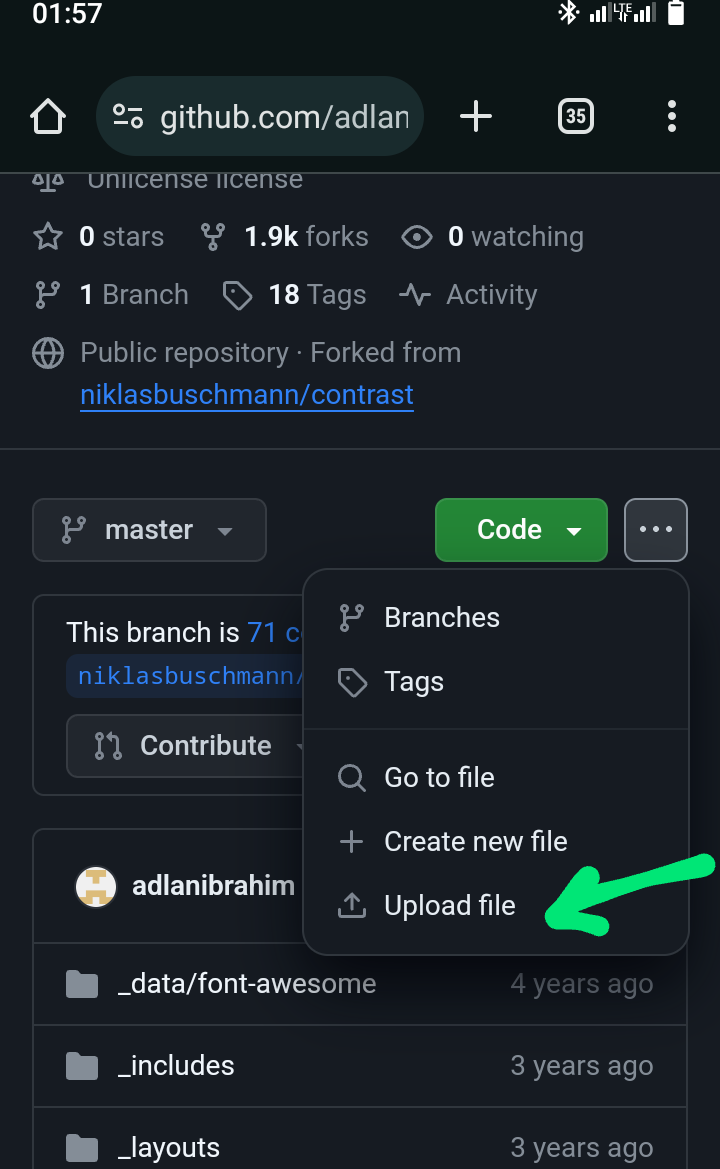 01:57
LTE
github.com/adlan
35
Unlicense license
0 stars 1.9k forks 0 watching
1 Branch 18 Tags Activity
Public repository · Forked from
niklasbuschmann/contrast
master Code
This branch is 71 c
niklasbuschmann/
Contribute
Branches
Tags
Go to file
Create new file
Upload file
adlanibrahim
_data/font-awesome 4 years ago
_includes 3 years ago
_layouts 3 years ago